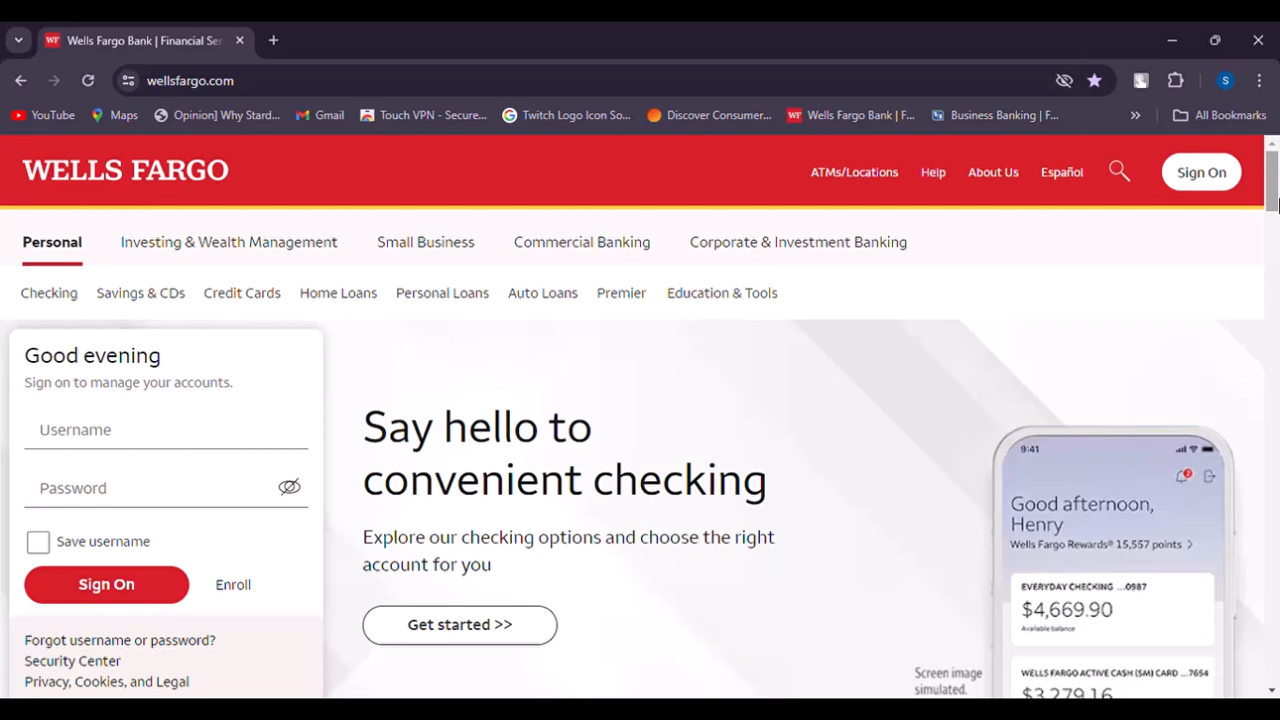 Wells Fargo Bank | Financial Ser
wellsfargo.com
YouTube
Maps
Opinion] Why Stard...
Gmail
Touch VPN - Secure...
Twitch Logo Icon So...
Discover Consumer...
Wells Fargo Bank | F...
Business Banking | F...
»
All Bookmarks
WELLS FARGO
ATMs/Locations
Help
About Us
Español
Sign On
Personal
Investing & Wealth Management
Small Business
Commercial Banking
Corporate & Investment Banking
Checking
Savings & CDs
Credit Cards
Home Loans
Personal Loans
Auto Loans
Premier
Education & Tools
Good evening
Sign on to manage your accounts.
Username
Password
Save username
Sign On
Enroll
Forgot username or password?
Security Center
Privacy, Cookies, and Legal
Say hello to
convenient checking
Explore our checking options and choose the right
account for you
Get started >>
Screen image
simulated.
9:41
Good afternoon,
Henry
Wells Fargo Rewards® 15,557 points
EVERYDAY CHECKING ...0987
$4,669.90
Available balance
WELLS FARGO ACTIVE CASH (SM) CARD ...7654
$3,279.16